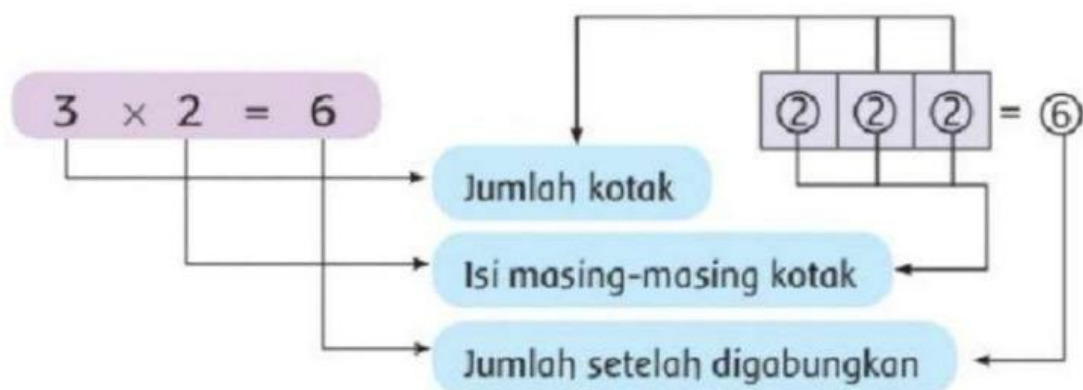 3 × 2 = 6
② ② ② = ⑥
Jumlah kotak
Isi masing-masing kotak
Jumlah setelah digabungkan